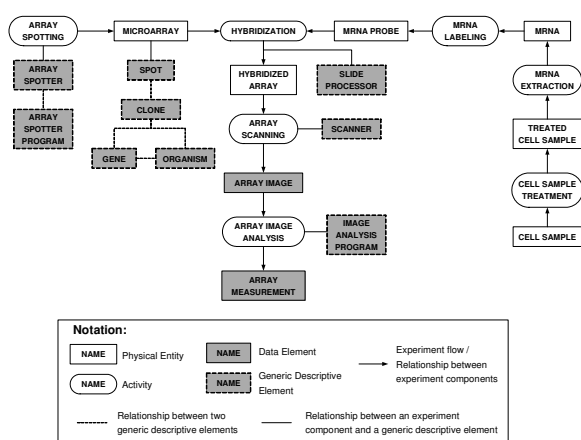 ARRAY
SPOTTING
MICROARRAY
HYBRIDIZATION
MRNA PROBE
MRNA
LABELING
MRNA
ARRAY
SPOTTER
SPOT
HYBRIDIZED
ARRAY
SLIDE
PROCESSOR
MRNA
EXTRACTION
ARRAY
SPOTTER
PROGRAM
CLONE
ARRAY
SCANNING
SCANNER
TREATED
CELL SAMPLE
GENE
ORGANISM
ARRAY IMAGE
CELL SAMPLE
TREATMENT
ARRAY IMAGE
ANALYSIS
IMAGE
ANALYSIS
PROGRAM
CELL SAMPLE
ARRAY
MEASUREMENT
Notation:
NAME Physical Entity
NAME Data Element
Experiment flow /
Relationship between
experiment components
NAME Activity
NAME Generic Descriptive
Element
Relationship between two
generic descriptive elements
Relationship between an experiment
component and a generic descriptive element